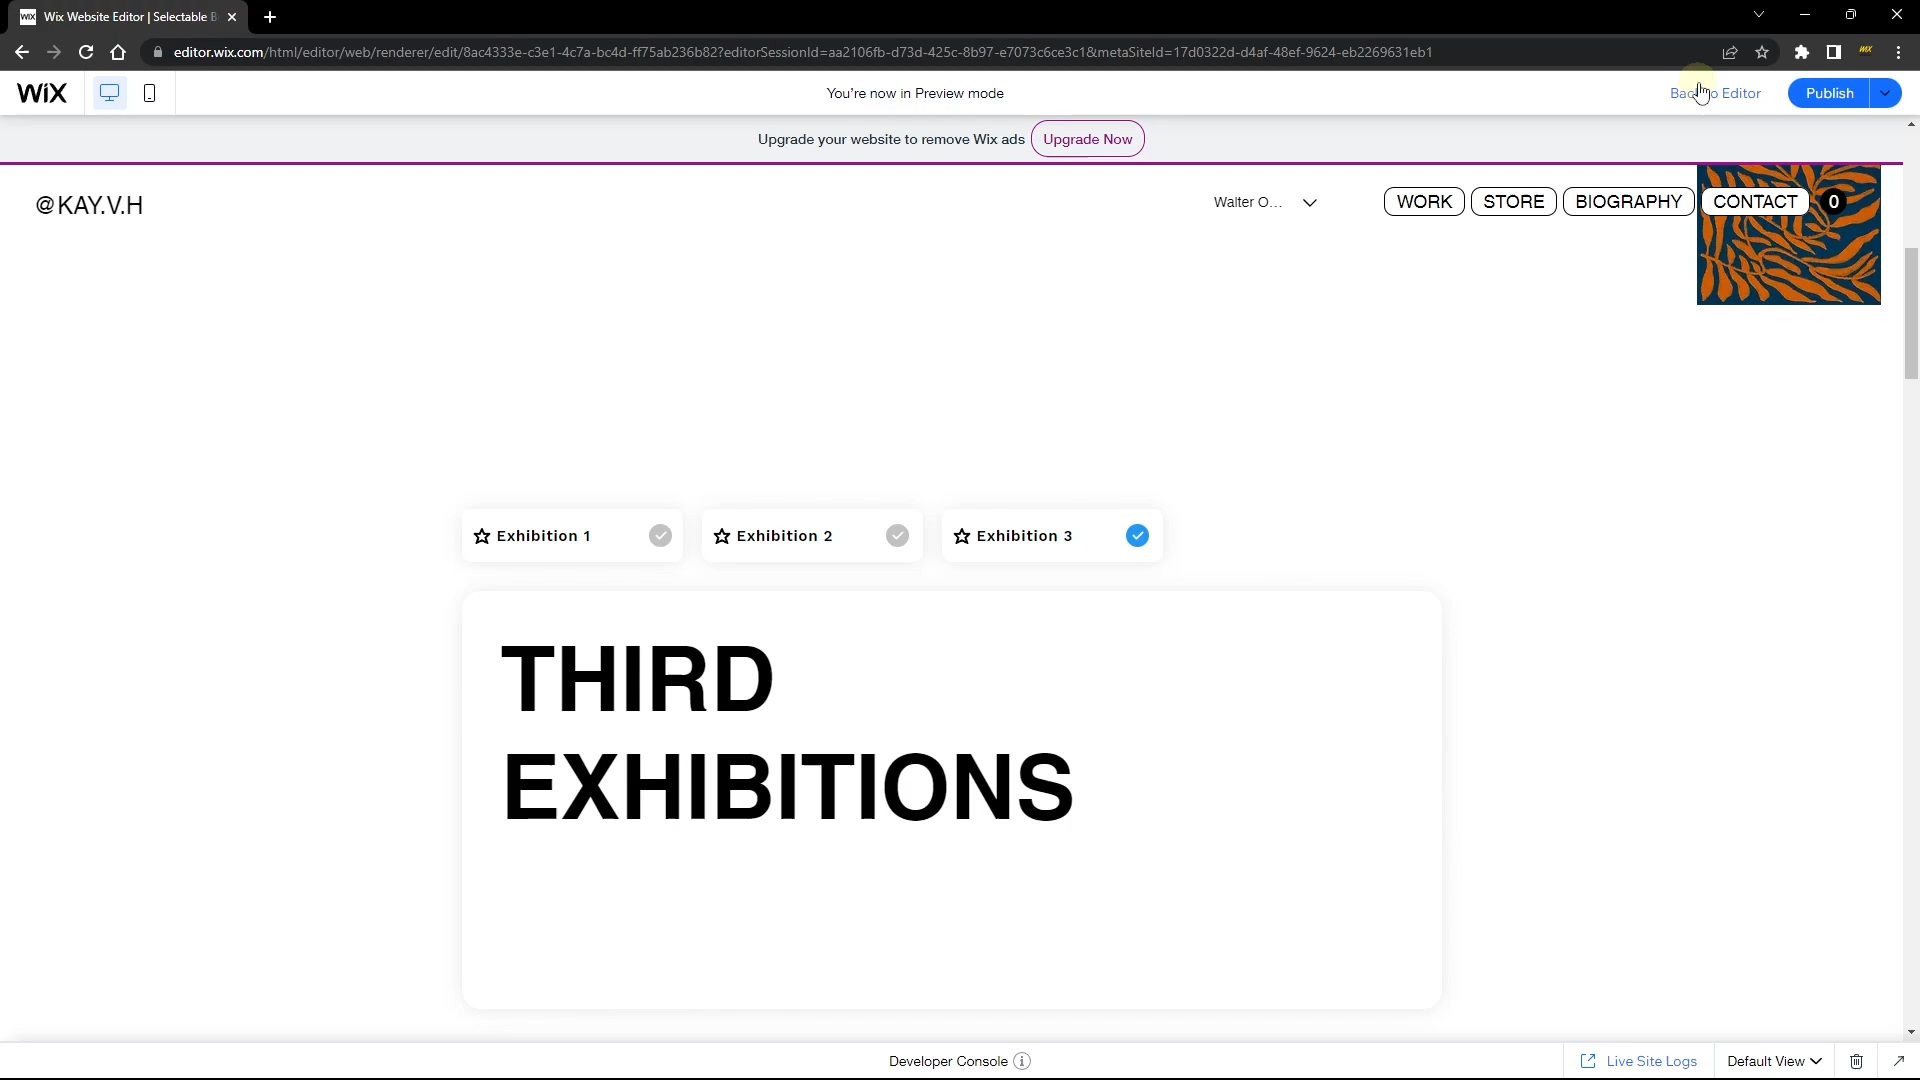 WiX Wix Website Editor | Selectable B
editor.wix.com/html/editor/web/renderer/edit/8ac4333e-c3e1-4c7a-bc4d-ff75ab236b82?editorSessionId=aa2106fb-d73d-425c-8b97-e7073c6ce3c1&metaSiteId=17d0322d-d4af-48ef-9624-eb2269631eb1
WiX You're now in Preview mode Back to Editor Publish
Upgrade your website to remove Wix ads Upgrade Now
@KAY.V.H Walter O... WORK STORE BIOGRAPHY CONTACT 0
Exhibition 1 Exhibition 2 Exhibition 3
THIRD
EXHIBITIONS
Developer Console Live Site Logs Default View